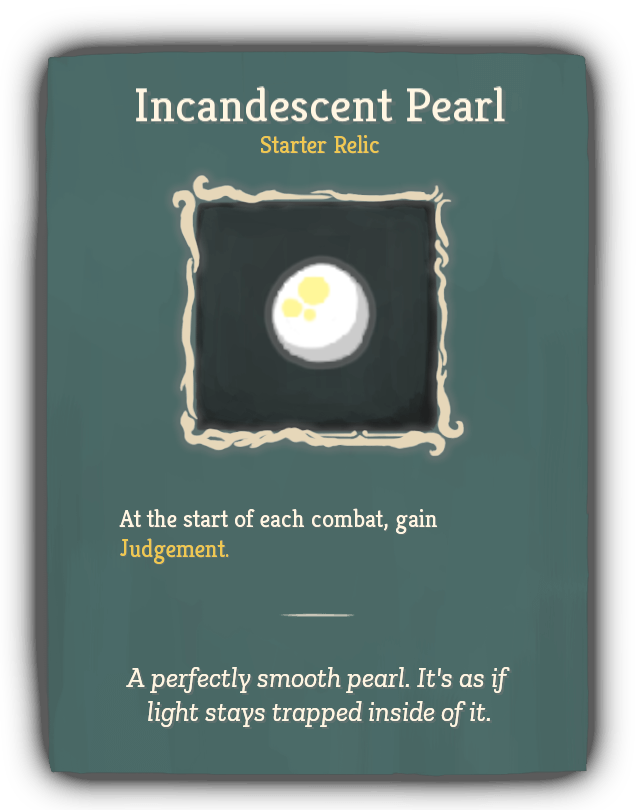 Incandescent Pearl
Starter Relic
At the start of each combat, gain
Judgement.
A perfectly smooth pearl. It's as if
light stays trapped inside of it.